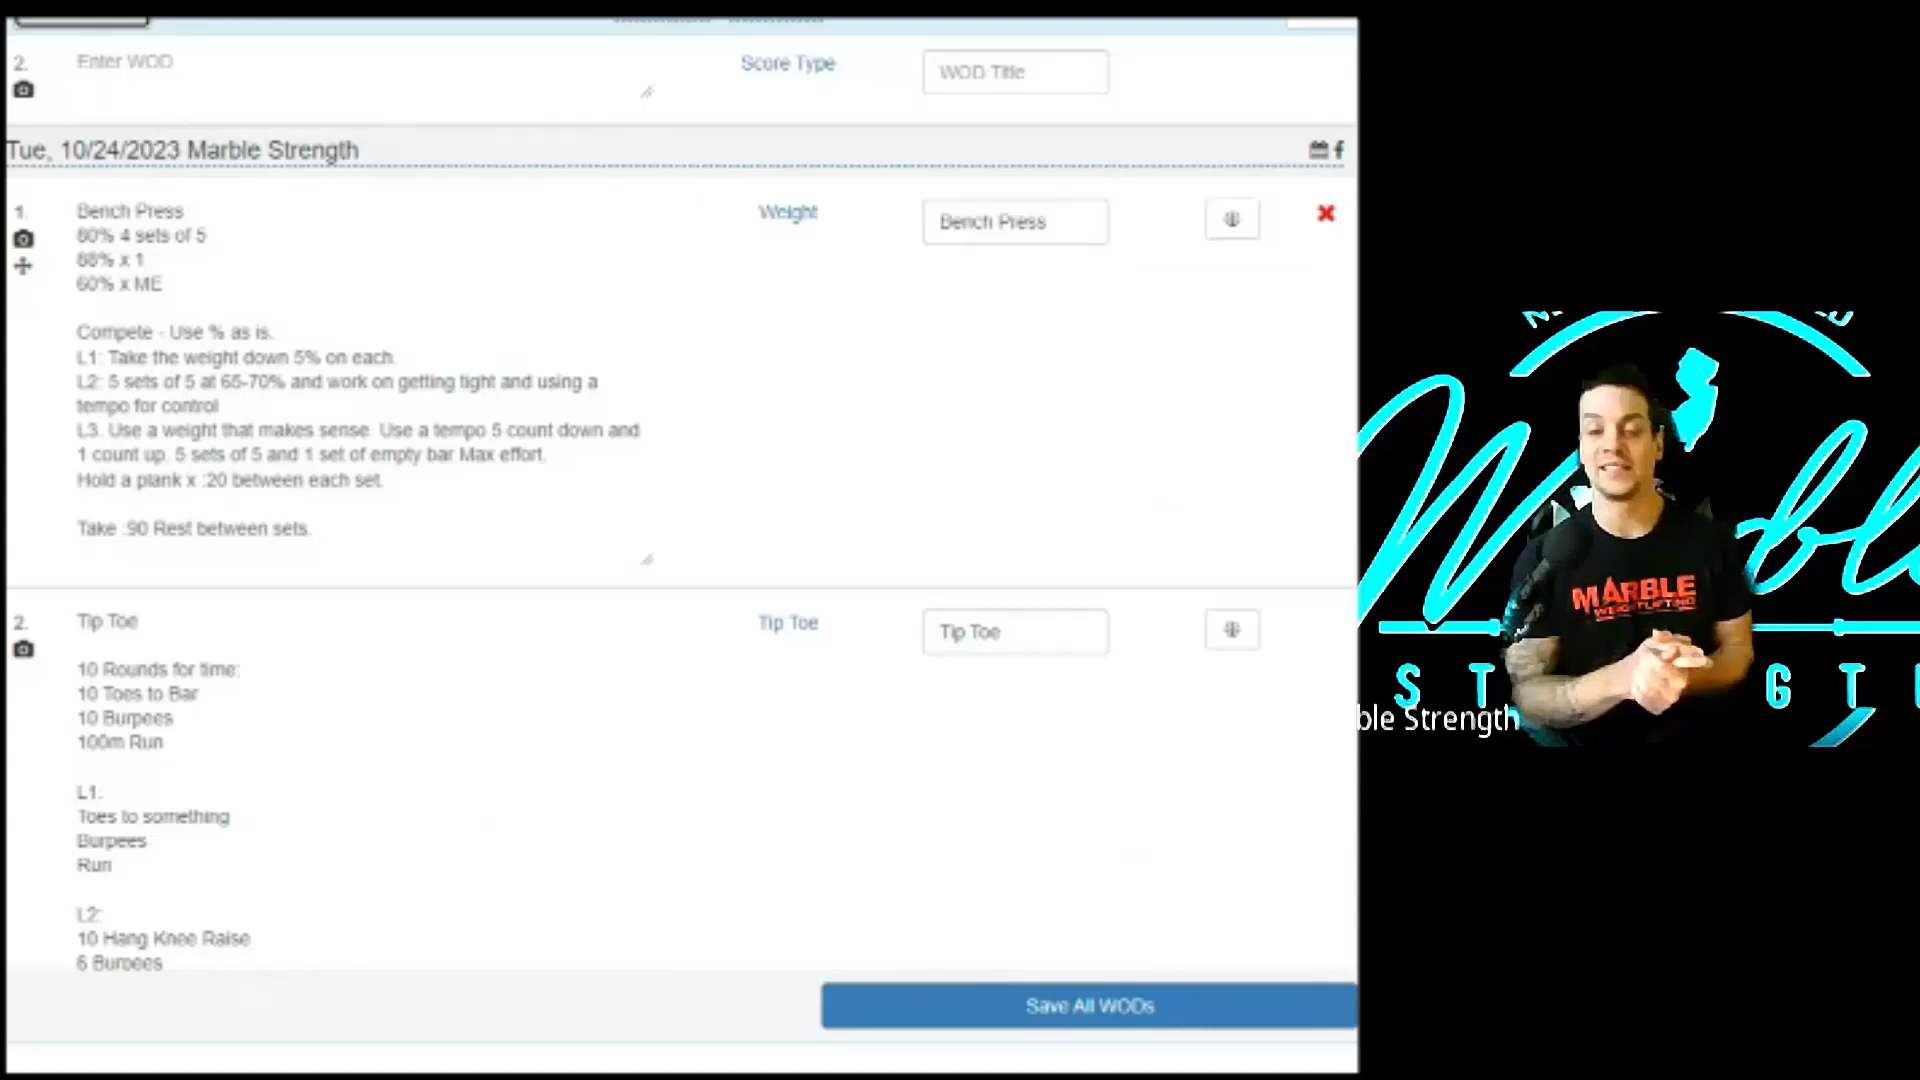 2. Enter WOD Score Type WOD Title
Tue, 10/24/2023 Marble Strength
1. Bench Press Weight Bench Press
80% 4 sets of 5
88% x 1
60% x ME
Compete - Use % as is.
L1: Take the weight down 5% on each.
L2: 5 sets of 5 at 65-70% and work on getting tight and using a
tempo for control
L3. Use a weight that makes sense. Use a tempo 5 count down and
1 count up. 5 sets of 5 and 1 set of empty bar Max effort.
Hold a plank x :20 between each set.
Take :90 Rest between sets.
2. Tip Toe Tip Toe Tip Toe
10 Rounds for time:
10 Toes to Bar
10 Burpees
100m Run
L1.
Toes to something
Burpees
Run
L2:
10 Hang Knee Raise
6 Burpees
Save All WODs
MARBLE
WEIGHTLIFTING
ble Strength
S T
G T